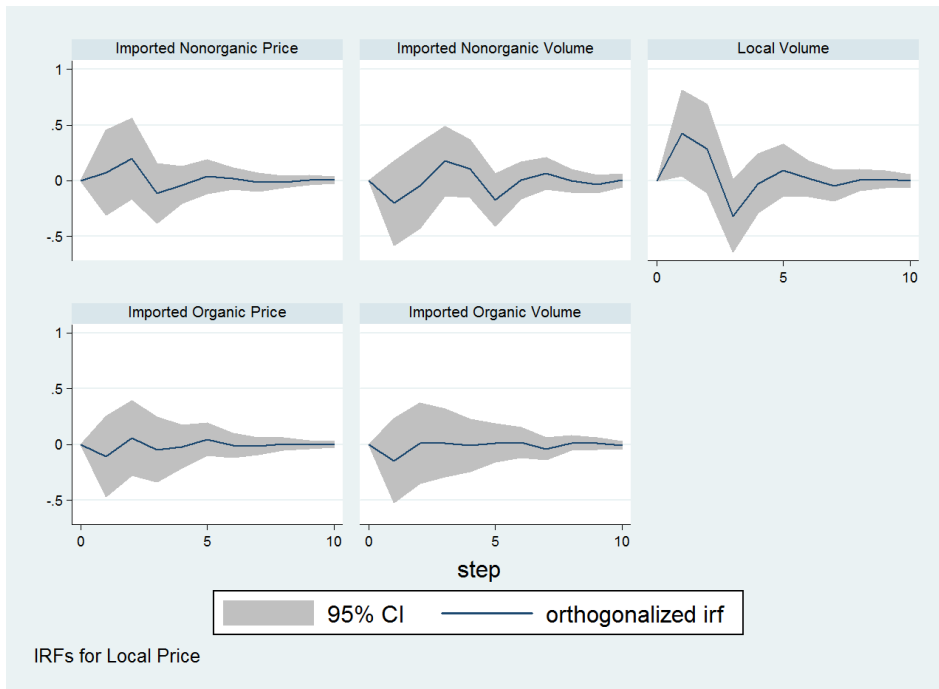 Imported Nonorganic Price
Imported Nonorganic Volume
Local Volume
1
.5
0
-.5
0
5
10
Imported Organic Price
Imported Organic Volume
1
.5
0
-.5
0
5
10
0
5
10
step
95% CI
orthogonalized irf
IRFs for Local Price